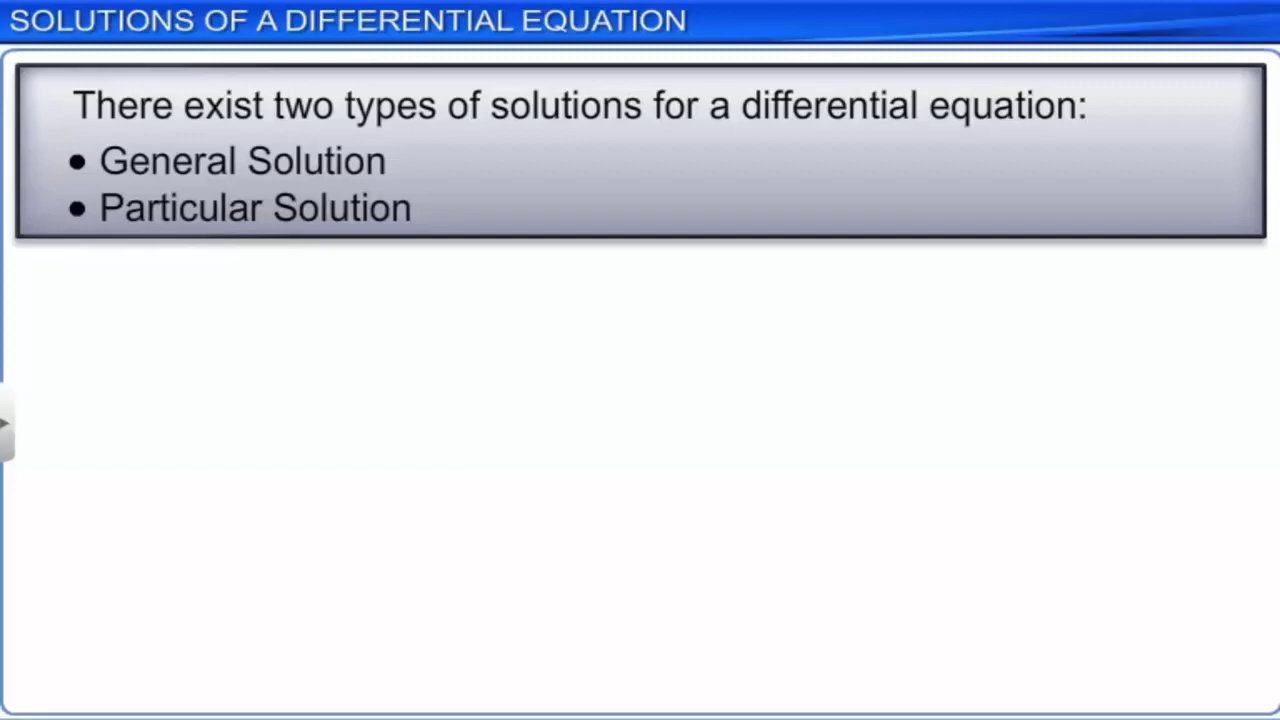 SOLUTIONS OF A DIFFERENTIAL EQUATION
There exist two types of solutions for a differential equation:
● General Solution
● Particular Solution